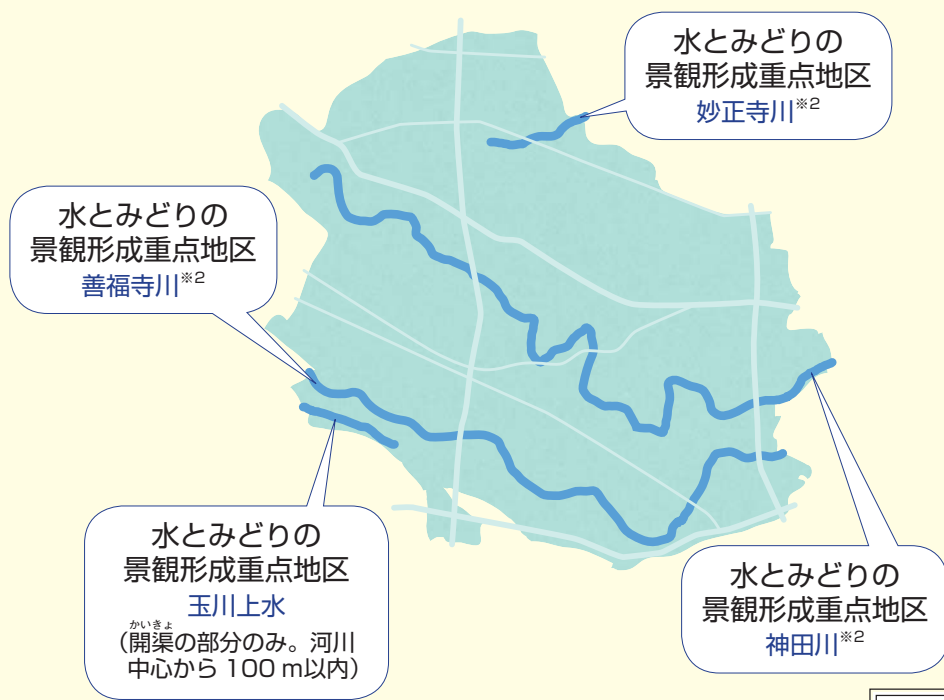 水とみどりの
景観形成重点地区
妙正寺川※2
水とみどりの
景観形成重点地区
善福寺川※2
水とみどりの
景観形成重点地区
玉川上水
かいきょ
（開渠の部分のみ。河川
中心から 100 m以内）
水とみどりの
景観形成重点地区
神田川※2